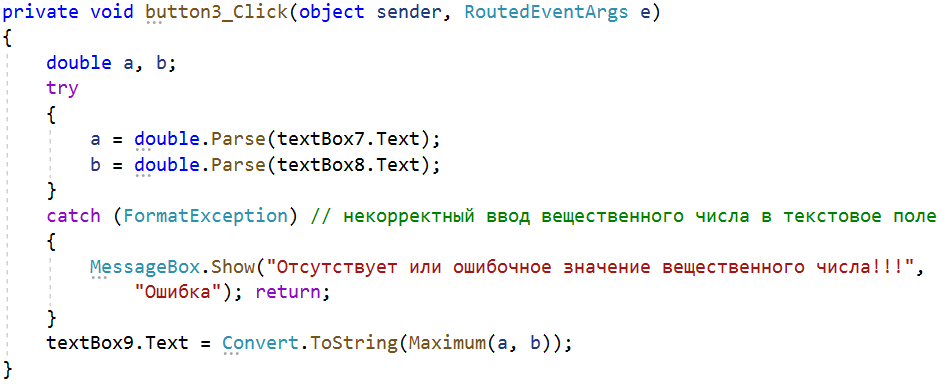 private void button3_Click(object sender, RoutedEventArgs e)
{
    double a, b;
    try
    {
        a = double.Parse(textBox7.Text);
        b = double.Parse(textBox8.Text);
    }
    catch (FormatException) // некорректный ввод вещественного числа в текстовое поле
    {
        MessageBox.Show("Отсутствует или ошибочное значение вещественного числа!!!",
            "Ошибка"); return;
    }
    textBox9.Text = Convert.ToString(Maximum(a, b));
}